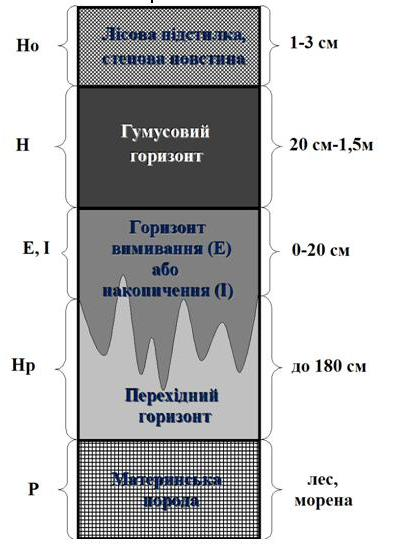 Но
Лісова підстилка,
степова повстина
1-3 см
Н
Гумусовий
горизонт
20 см-1,5м
Е, І
Горизонт
вимивання (Е)
або
накопичення (І)
0-20 см
Нр
Перехідний
горизонт
до 180 см
Р
Материнська
порода
лес,
морена